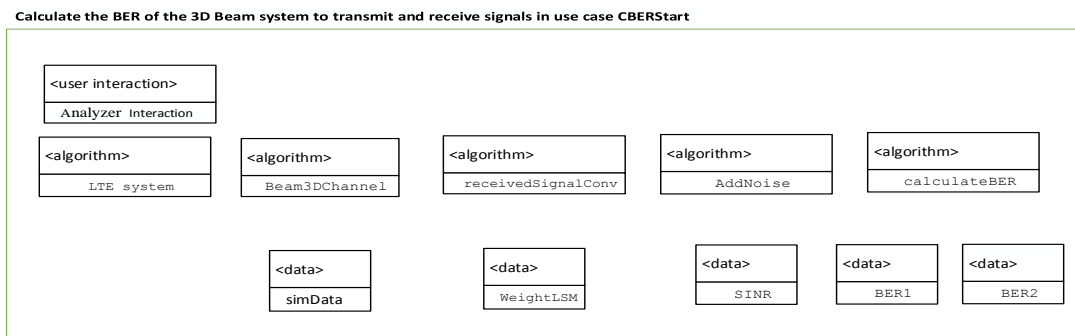 Calculate the BER of the 3D Beam system to transmit and receive signals in use case CBERStart
<user interaction>
Analyzer Interaction
<algorithm>
LTE system
<algorithm>
Beam3DChannel
<algorithm>
receivedSignalConv
<algorithm>
AddNoise
<algorithm>
calculateBER
<data>
simData
<data>
WeightLSM
<data>
SINR
<data>
BER1
<data>
BER2